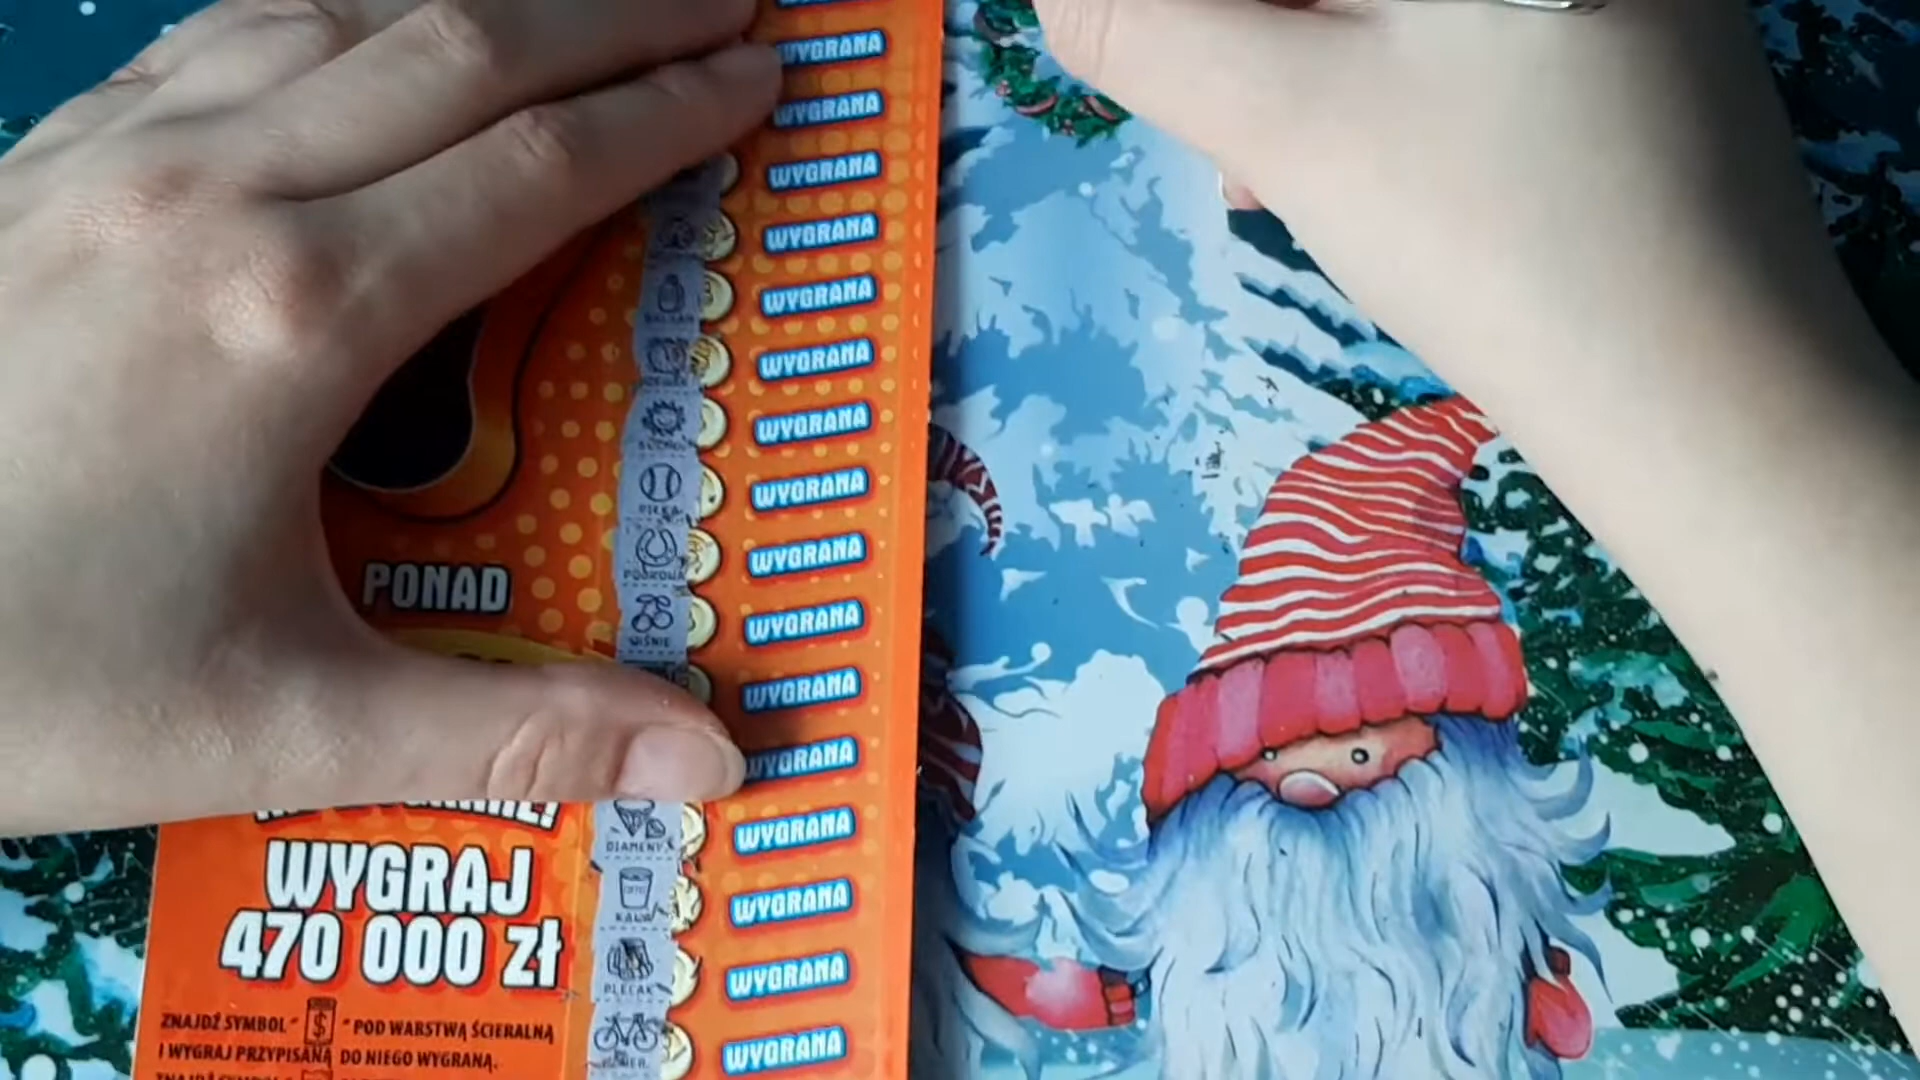 WYGRANA
WYGRANA
WYGRANA
WYGRANA
WYGRANA
WYGRANA
WYGRANA
PIŁKA
WYGRANA
PODKOWA
WYGRANA
WIŚNIE
WYGRANA
WYGRANA
WYGRANA
DIAMENT
WYGRANA
KAWA
WYGRANA
PLECAK
WYGRANA
ROWER
WYGRANA
PONAD
WYGRAJ
470 000 zł
ZNAJDŹ SYMBOL " $ " POD WARSTWĄ ŚCIERALNĄ
I WYGRAJ PRZYPISANĄ DO NIEGO WYGRANĄ.